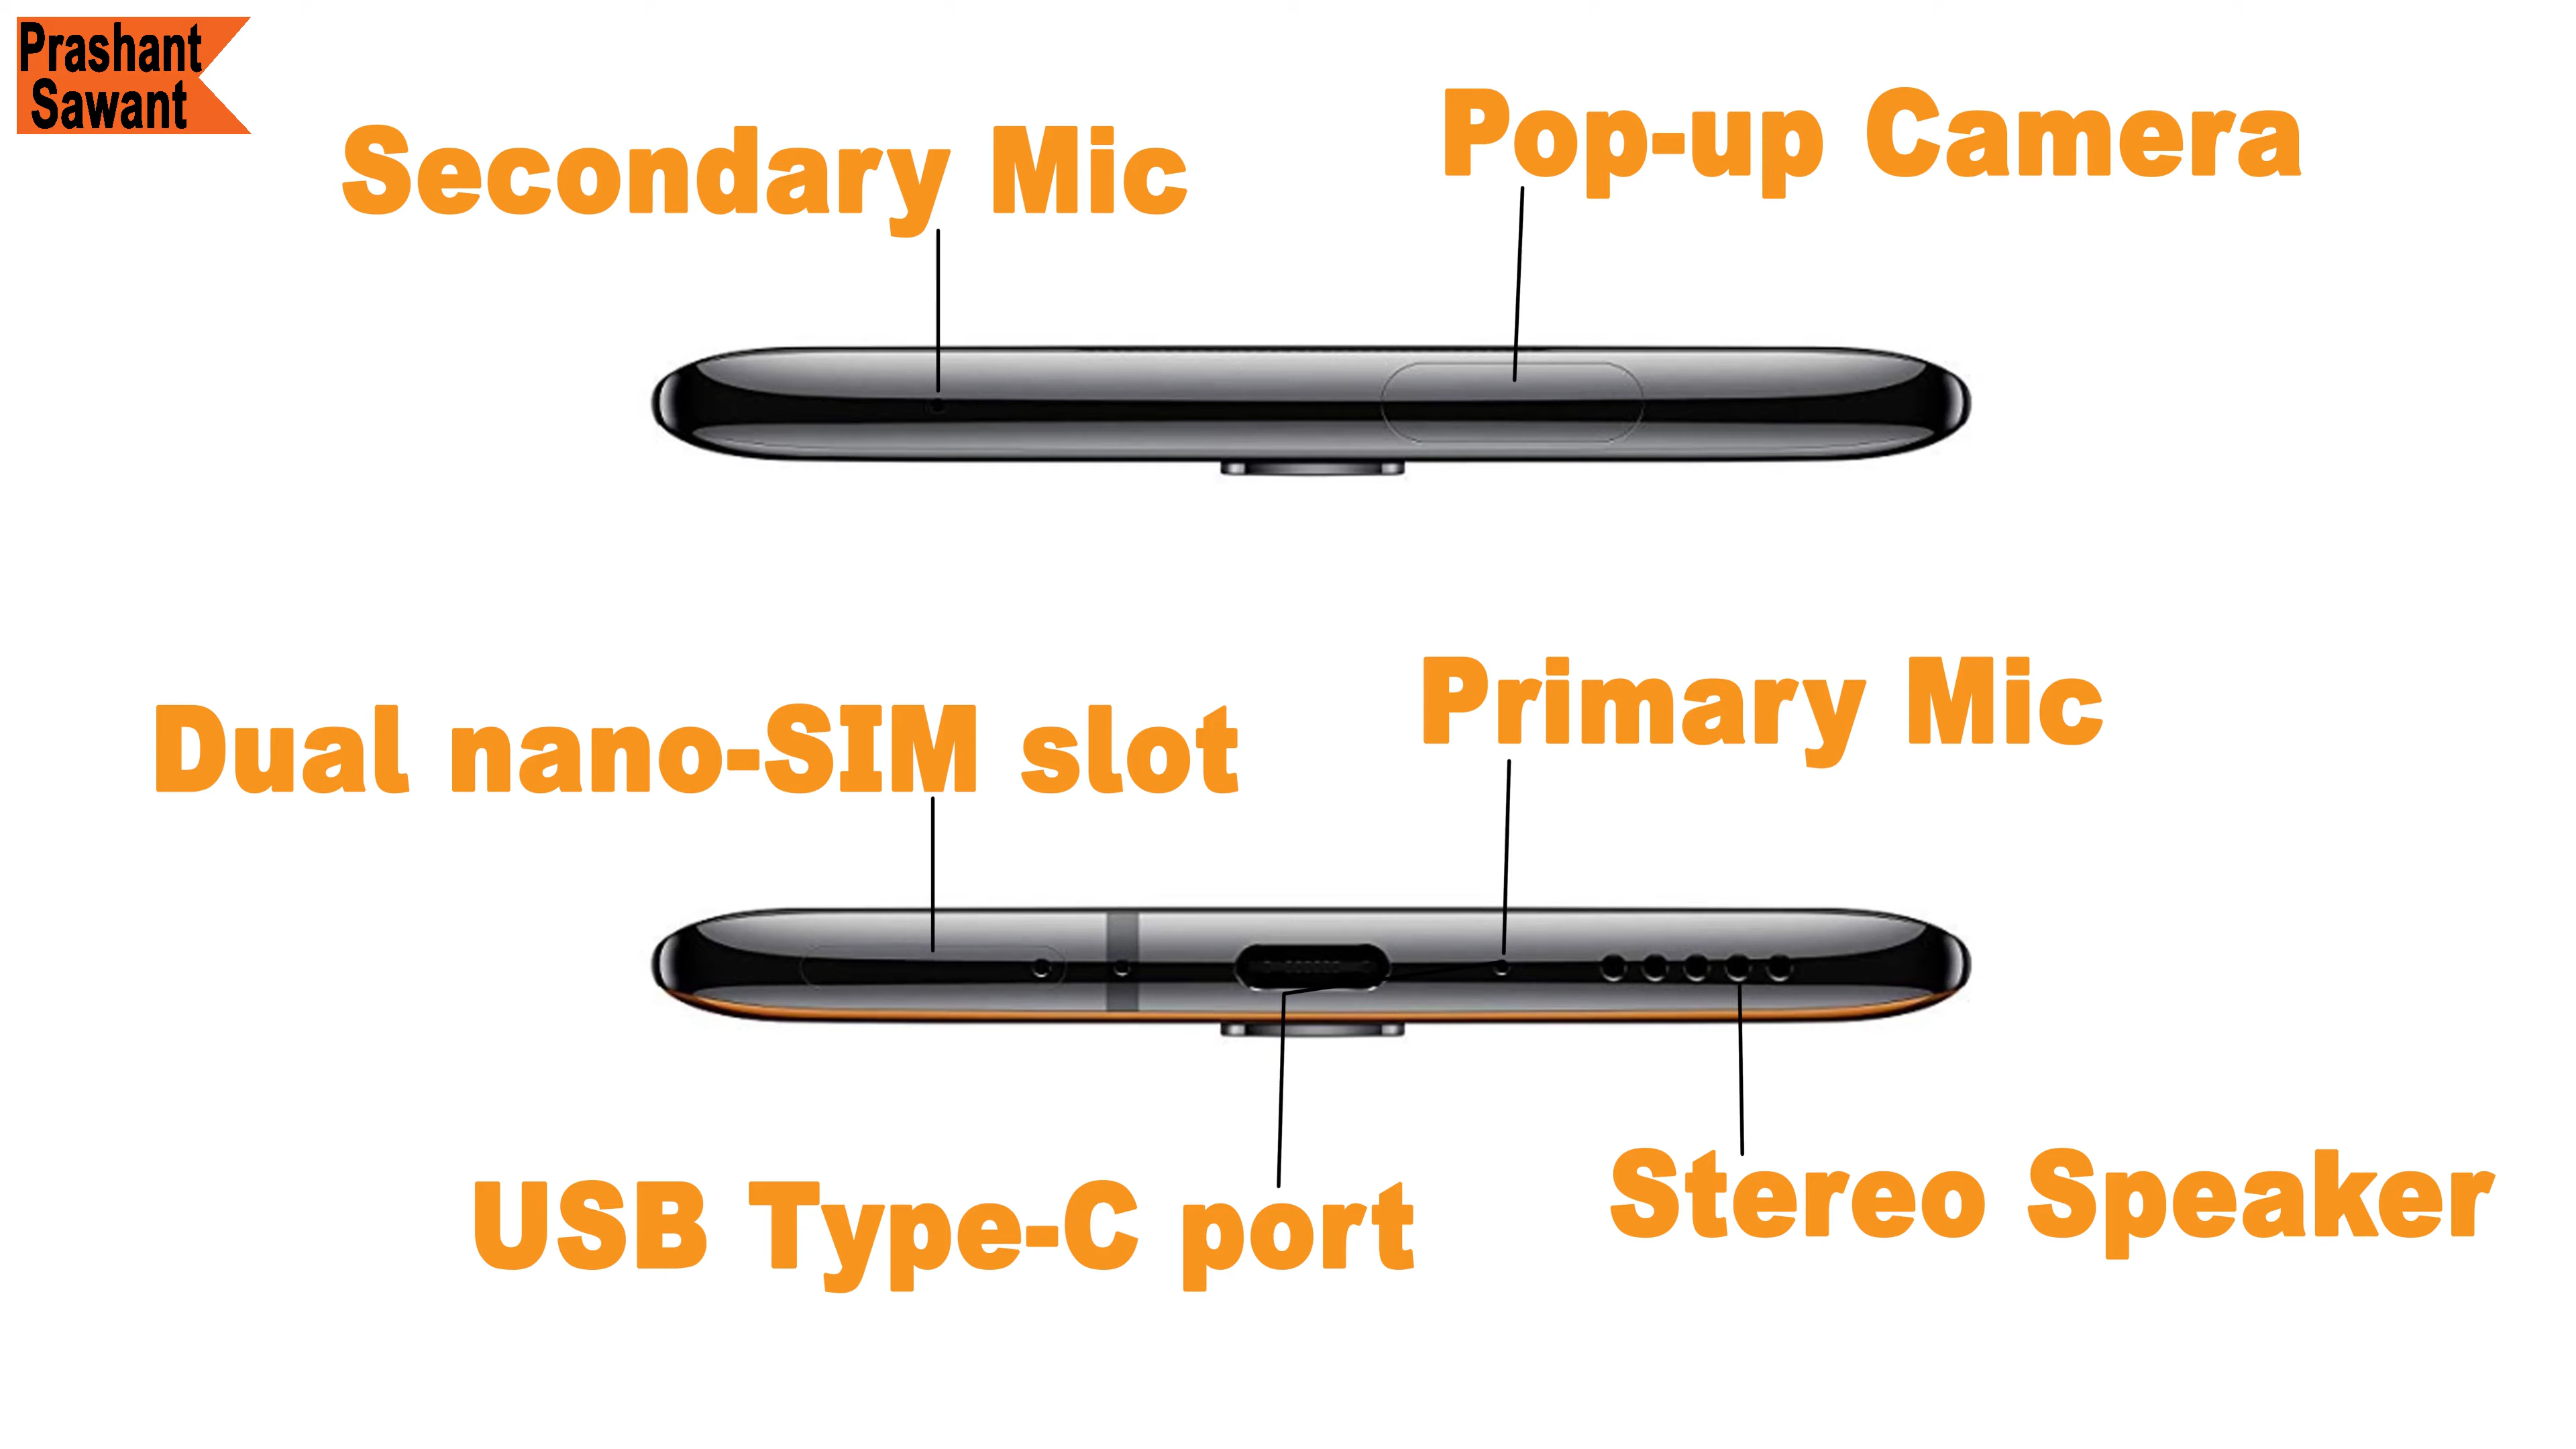 Prashant
Sawant
Secondary Mic
Pop-up Camera
Dual nano-SIM slot
Primary Mic
USB Type-C port
Stereo Speaker